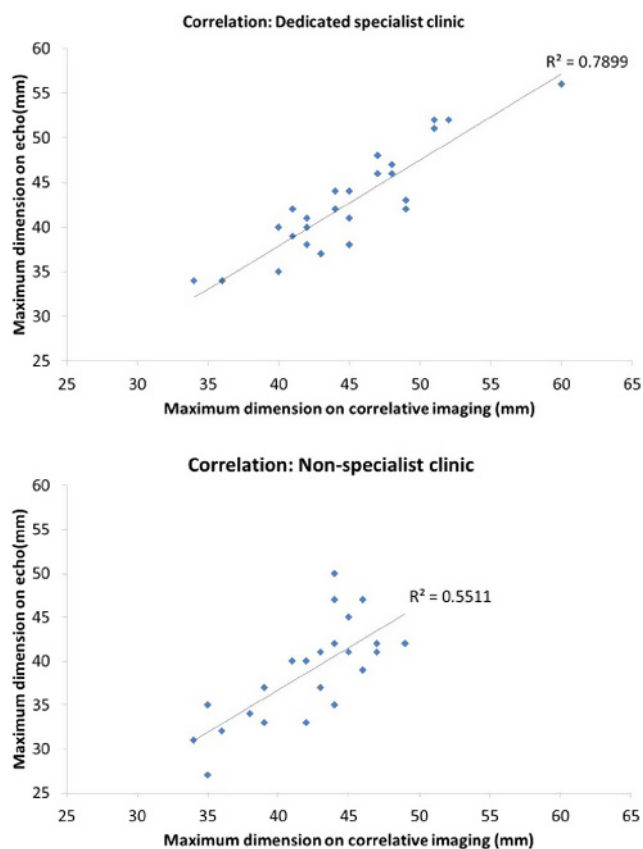 Correlation: Dedicated specialist clinic
R² = 0.7899
Maximum dimension on echo(mm)
60
55
50
45
40
35
30
25
25 30 35 40 45 50 55 60 65
Maximum dimension on correlative imaging (mm)
Correlation: Non-specialist clinic
R² = 0.5511
Maximum dimension on echo(mm)
60
55
50
45
40
35
30
25
25 30 35 40 45 50 55 60 65
Maximum dimension on correlative imaging (mm)